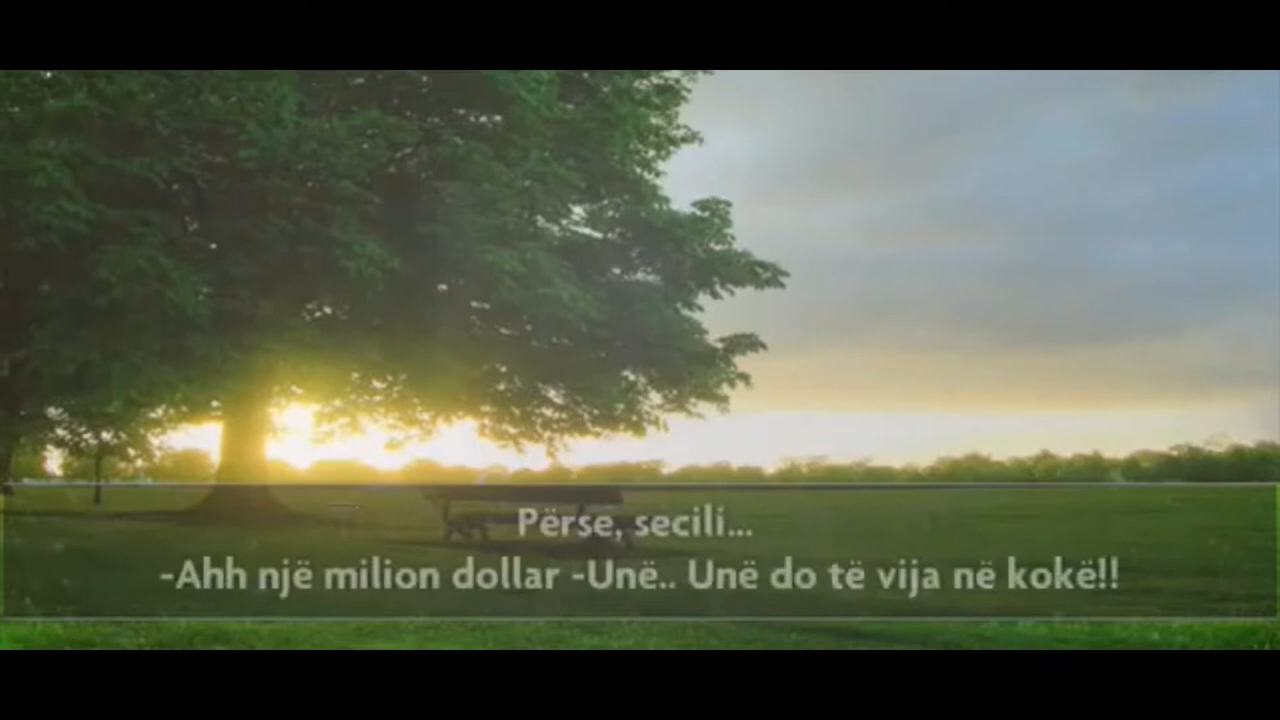 Përse, secili...
-Ahh një milion dollar -Unë.. Unë do të vija në kokë!!